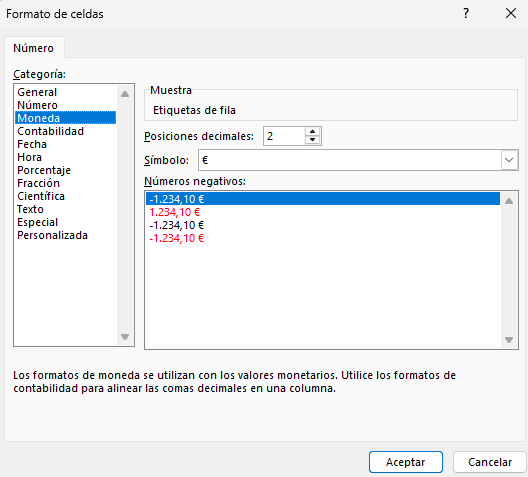 Formato de celdas
?
Número
Categoría:
General
Número
Moneda
Contabilidad
Fecha
Hora
Porcentaje
Fracción
Científica
Texto
Especial
Personalizada
Muestra
Etiquetas de fila
Posiciones decimales: 2
Símbolo: €
Números negativos:
-1.234,10 €
1.234,10 €
-1.234,10 €
-1.234,10 €
Los formatos de moneda se utilizan con los valores monetarios. Utilice los formatos de
contabilidad para alinear las comas decimales en una columna.
Aceptar Cancelar